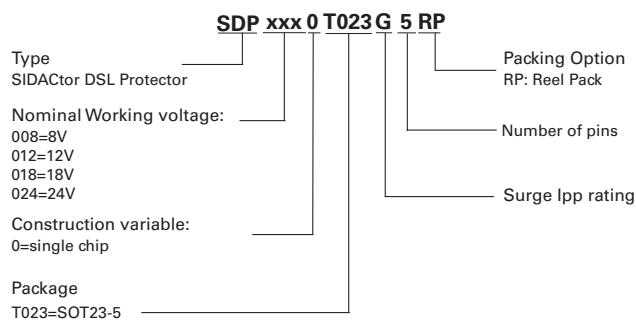 SDP xxx 0 T023 G 5 RP
Type
SIDACtor DSL Protector
Nominal Working voltage:
008=8V
012=12V
018=18V
024=24V
Construction variable:
0=single chip
Package
T023=SOT23-5
Packing Option
RP: Reel Pack
Number of pins
Surge Ipp rating